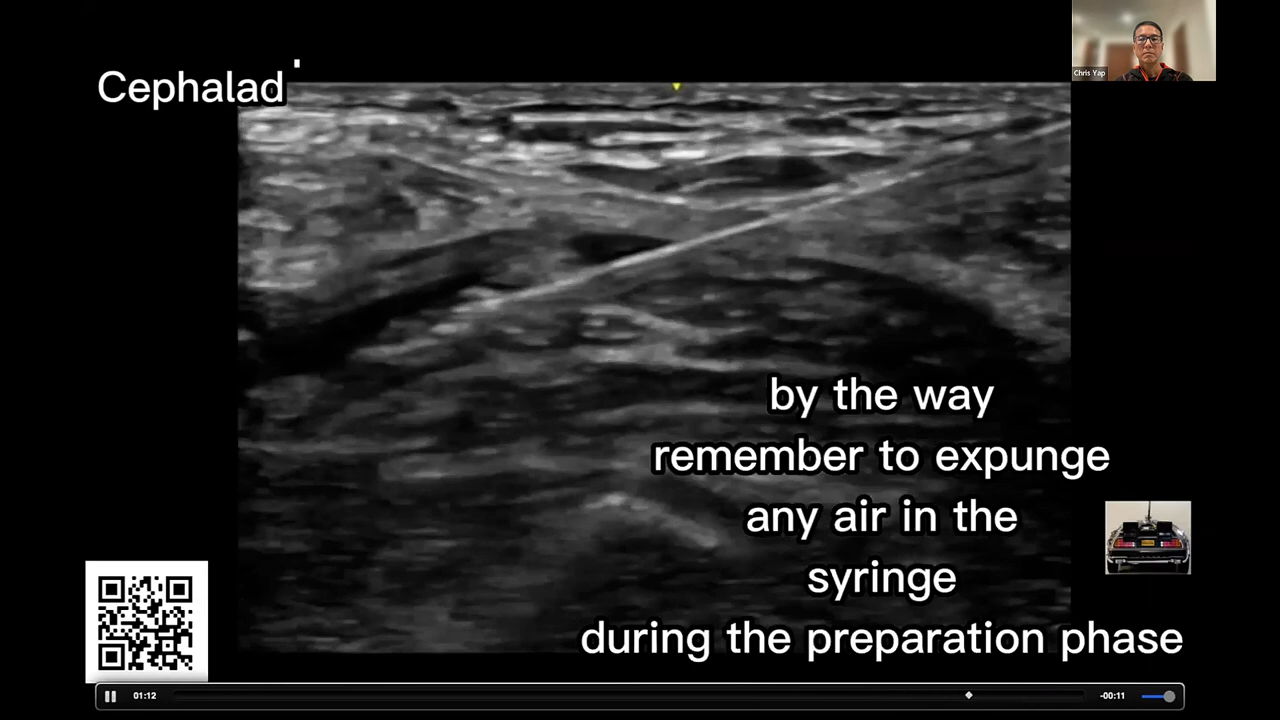 Chris Yap
Cephalad
by the way
remember to expunge
any air in the
syringe
during the preparation phase
01:12
-00:11